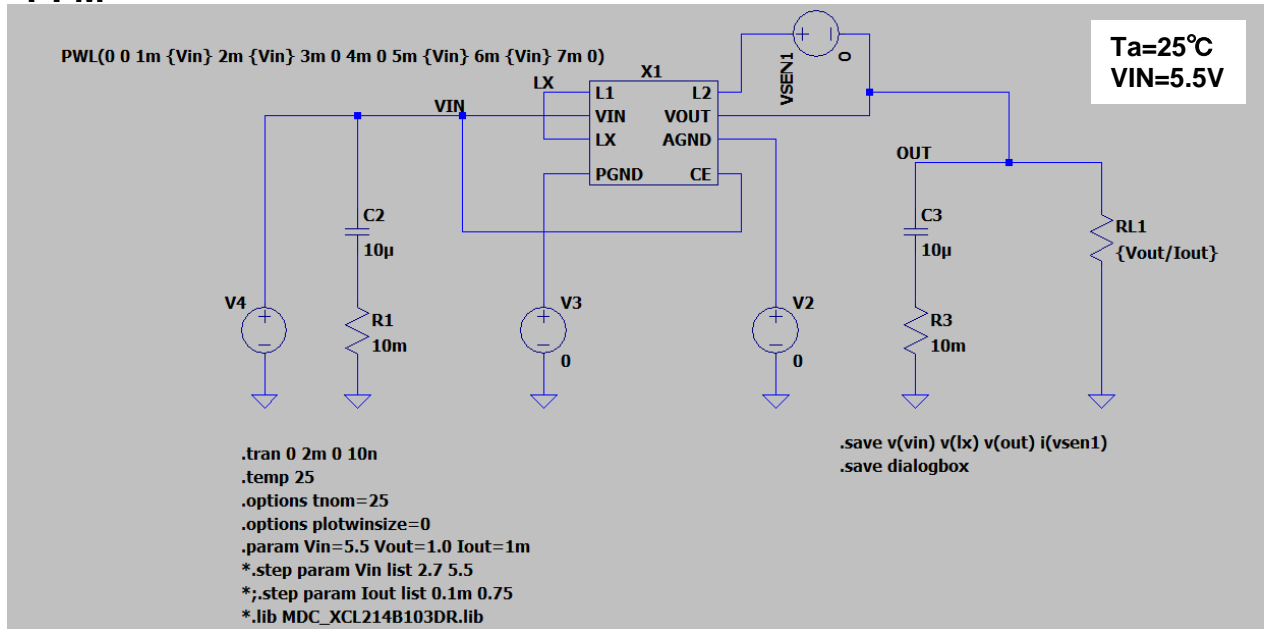 PWL(0 0 1m {Vin} 2m {Vin} 3m 0 4m 0 5m {Vin} 6m {Vin} 7m 0)
Ta=25℃
VIN=5.5V
VSEN1
0
X1
LX
L1
L2
VIN
VIN
VOUT
LX
AGND
PGND
CE
OUT
C2
10µ
C3
10µ
RL1
{Vout/Iout}
V4
R1
10m
V3
0
V2
0
R3
10m
.tran 0 2m 0 10n
.temp 25
.options tnom=25
.options plotwinsize=0
.param Vin=5.5 Vout=1.0 Iout=1m
*.step param Vin list 2.7 5.5
*;.step param Iout list 0.1m 0.75
*.lib MDC_XCL214B103DR.lib
.save v(vin) v(lx) v(out) i(vsen1)
.save dialogbox